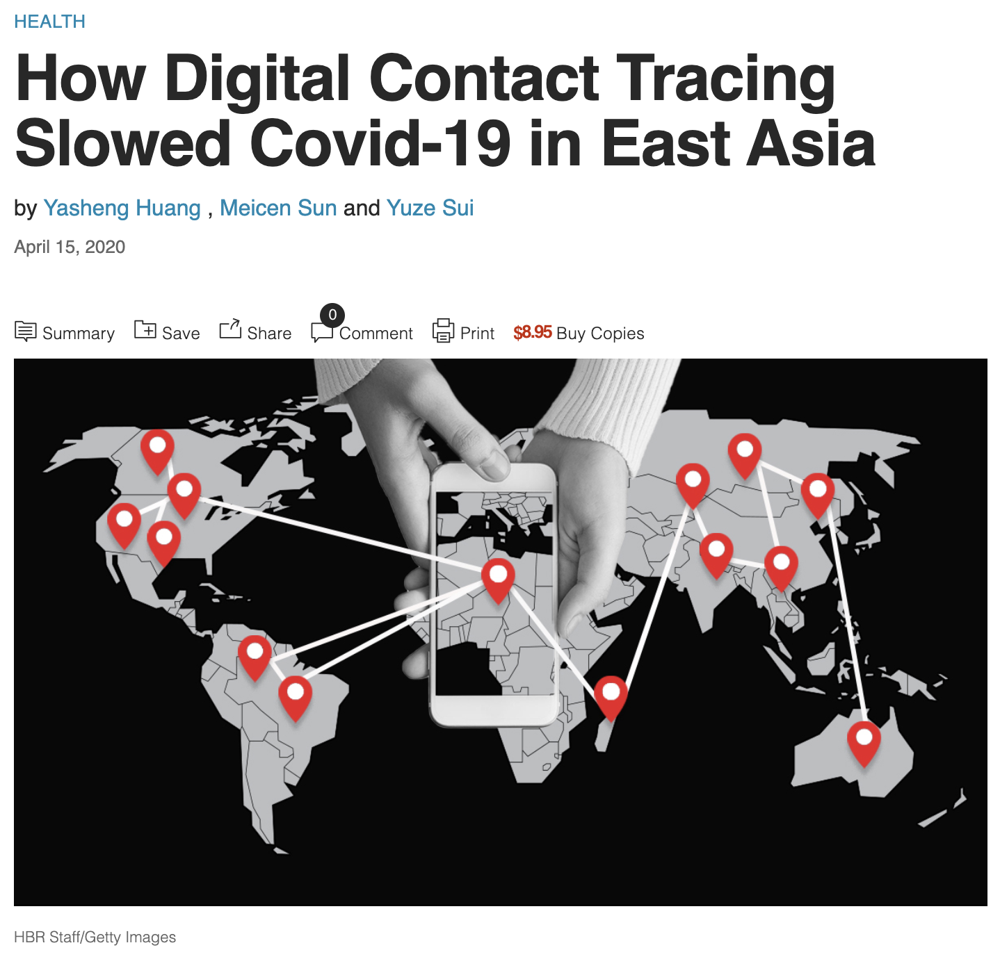 HEALTH
How Digital Contact Tracing
Slowed Covid-19 in East Asia
by Yasheng Huang , Meicen Sun and Yuze Sui
April 15, 2020
Summary Save Share 0 Comment Print $8.95 Buy Copies
HBR Staff/Getty Images